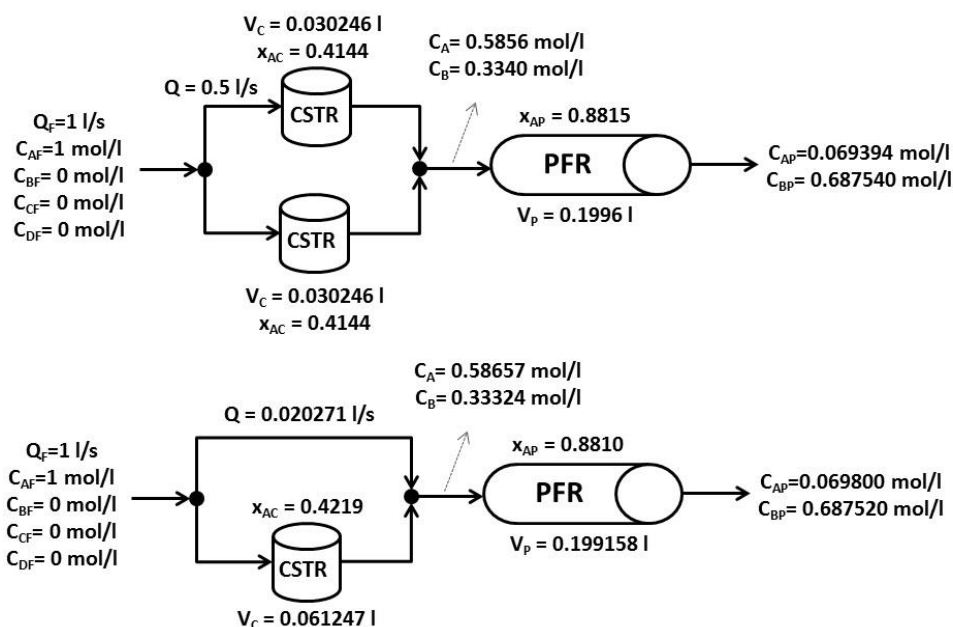 V_C = 0.030246 l
x_AC = 0.4144
C_A= 0.5856 mol/l
C_B= 0.3340 mol/l
Q = 0.5 l/s
CSTR
Q_F=1 l/s
C_AF=1 mol/l
C_BF= 0 mol/l
C_CF= 0 mol/l
C_DF= 0 mol/l
x_AP = 0.8815
PFR
C_AP=0.069394 mol/l
C_BP=0.687540 mol/l
V_P = 0.1996 l
CSTR
V_C = 0.030246 l
x_AC = 0.4144
C_A= 0.58657 mol/l
C_B= 0.33324 mol/l
Q = 0.020271 l/s
Q_F=1 l/s
C_AF=1 mol/l
C_BF= 0 mol/l
C_CF= 0 mol/l
C_DF= 0 mol/l
x_AP = 0.8810
PFR
C_AP=0.069800 mol/l
C_BP=0.687520 mol/l
x_AC = 0.4219
V_P = 0.199158 l
CSTR
V_C = 0.061247 l